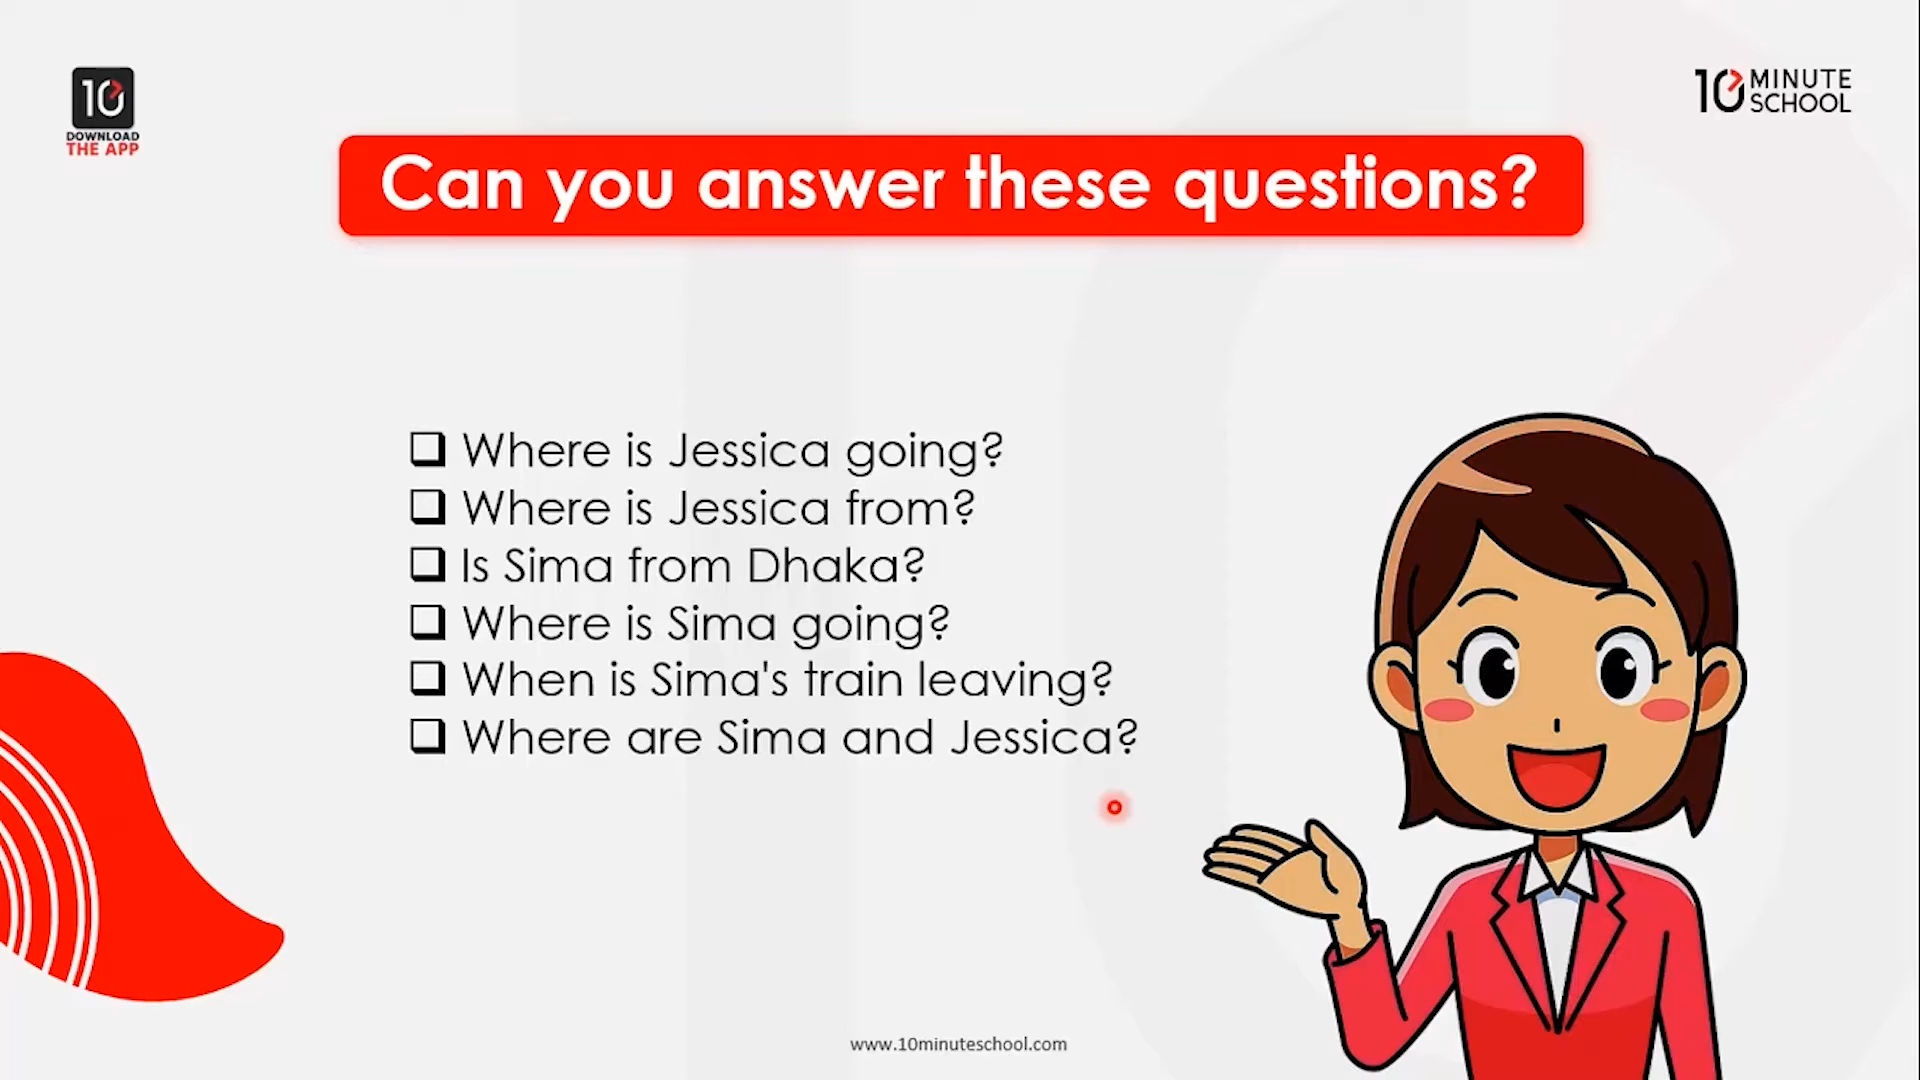 10
DOWNLOAD
THE APP
10 MINUTE
SCHOOL
Can you answer these questions?
Where is Jessica going?
Where is Jessica from?
Is Sima from Dhaka?
Where is Sima going?
When is Sima's train leaving?
Where are Sima and Jessica?
www.10minuteschool.com